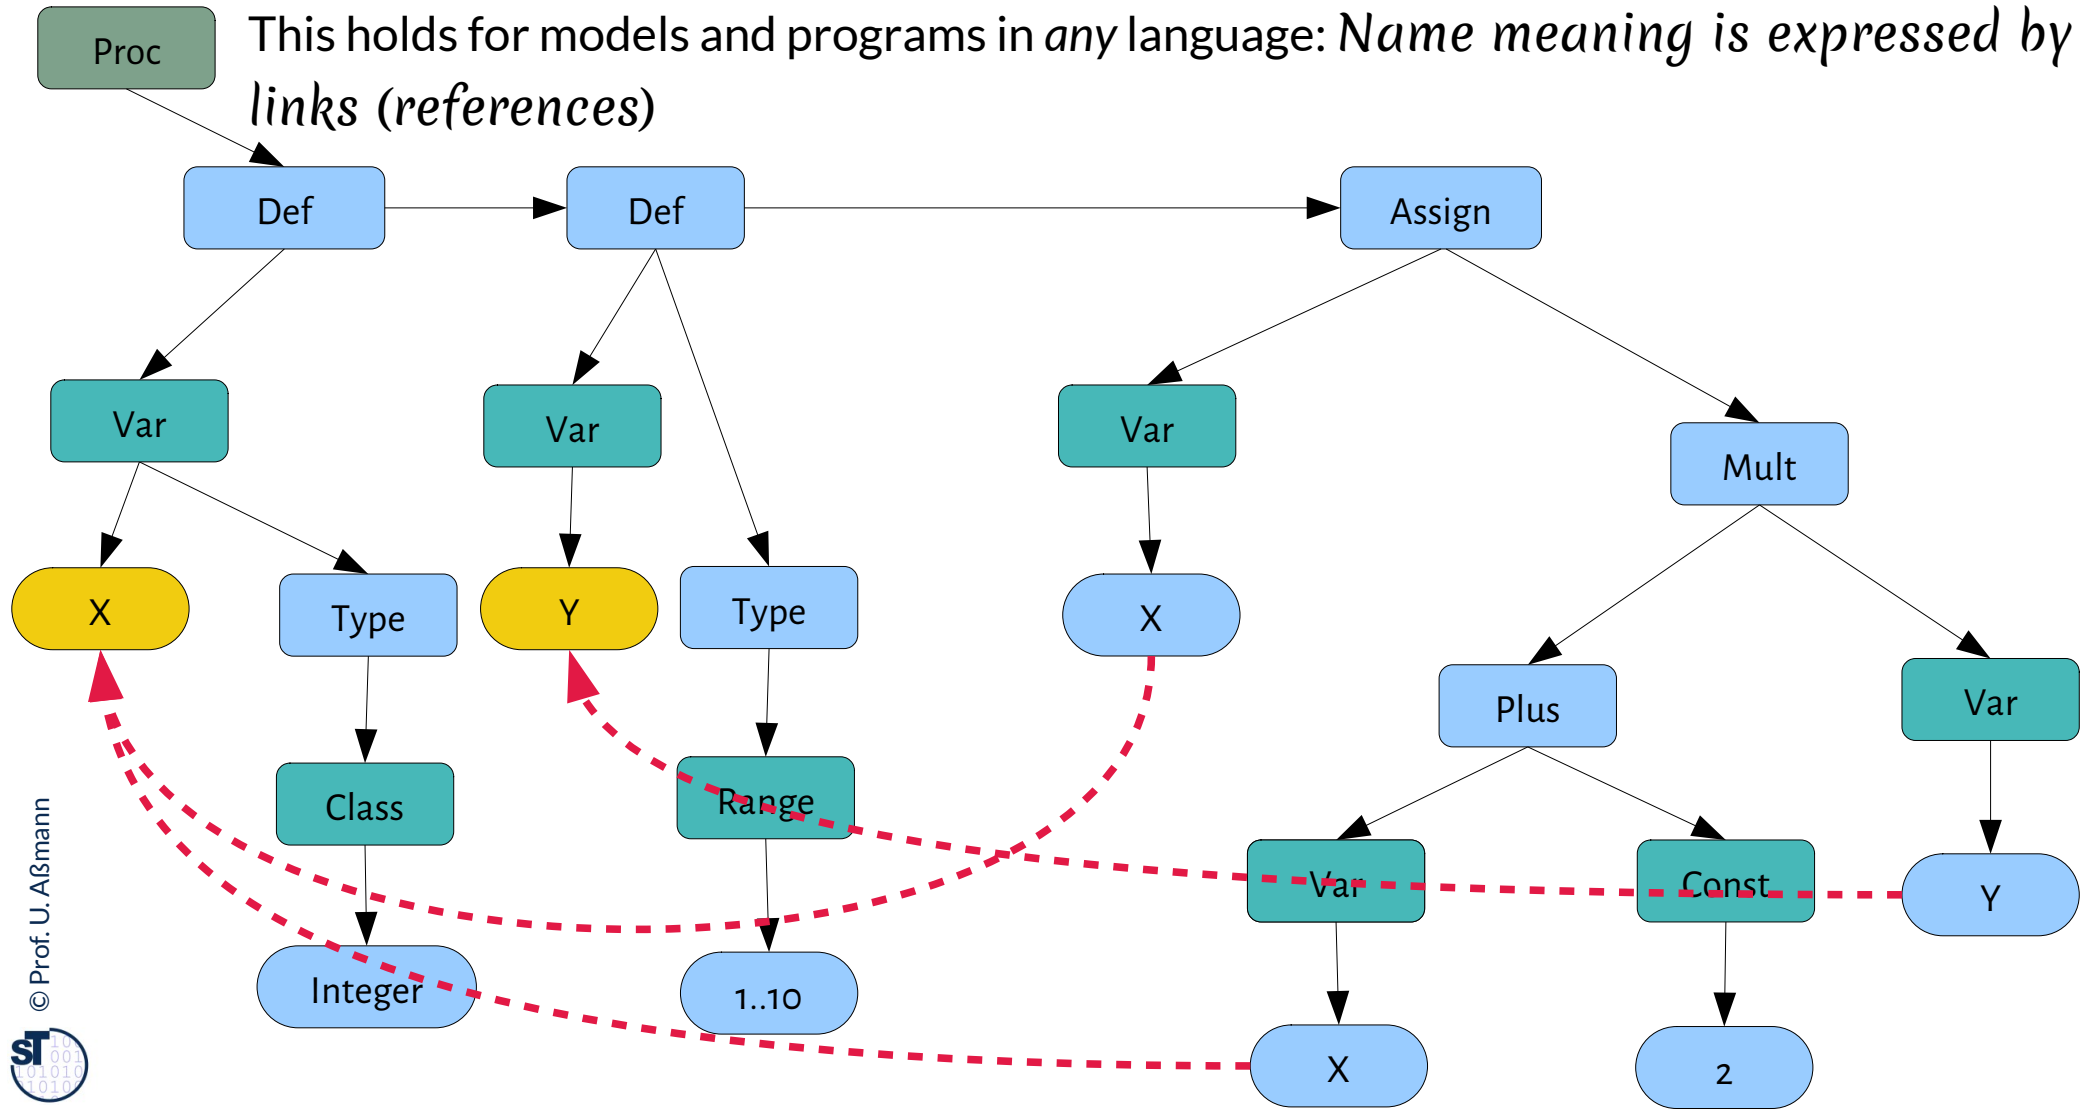 Proc
This holds for models and programs in any language: Name meaning is expressed by
links (references)
Def
Def
Assign
Var
Var
Var
Mult
X
Type
Y
Type
X
Plus
Var
Class
Range
Var
Const
Y
Integer
1..10
X
2
© Prof. U. Aßmann
sT